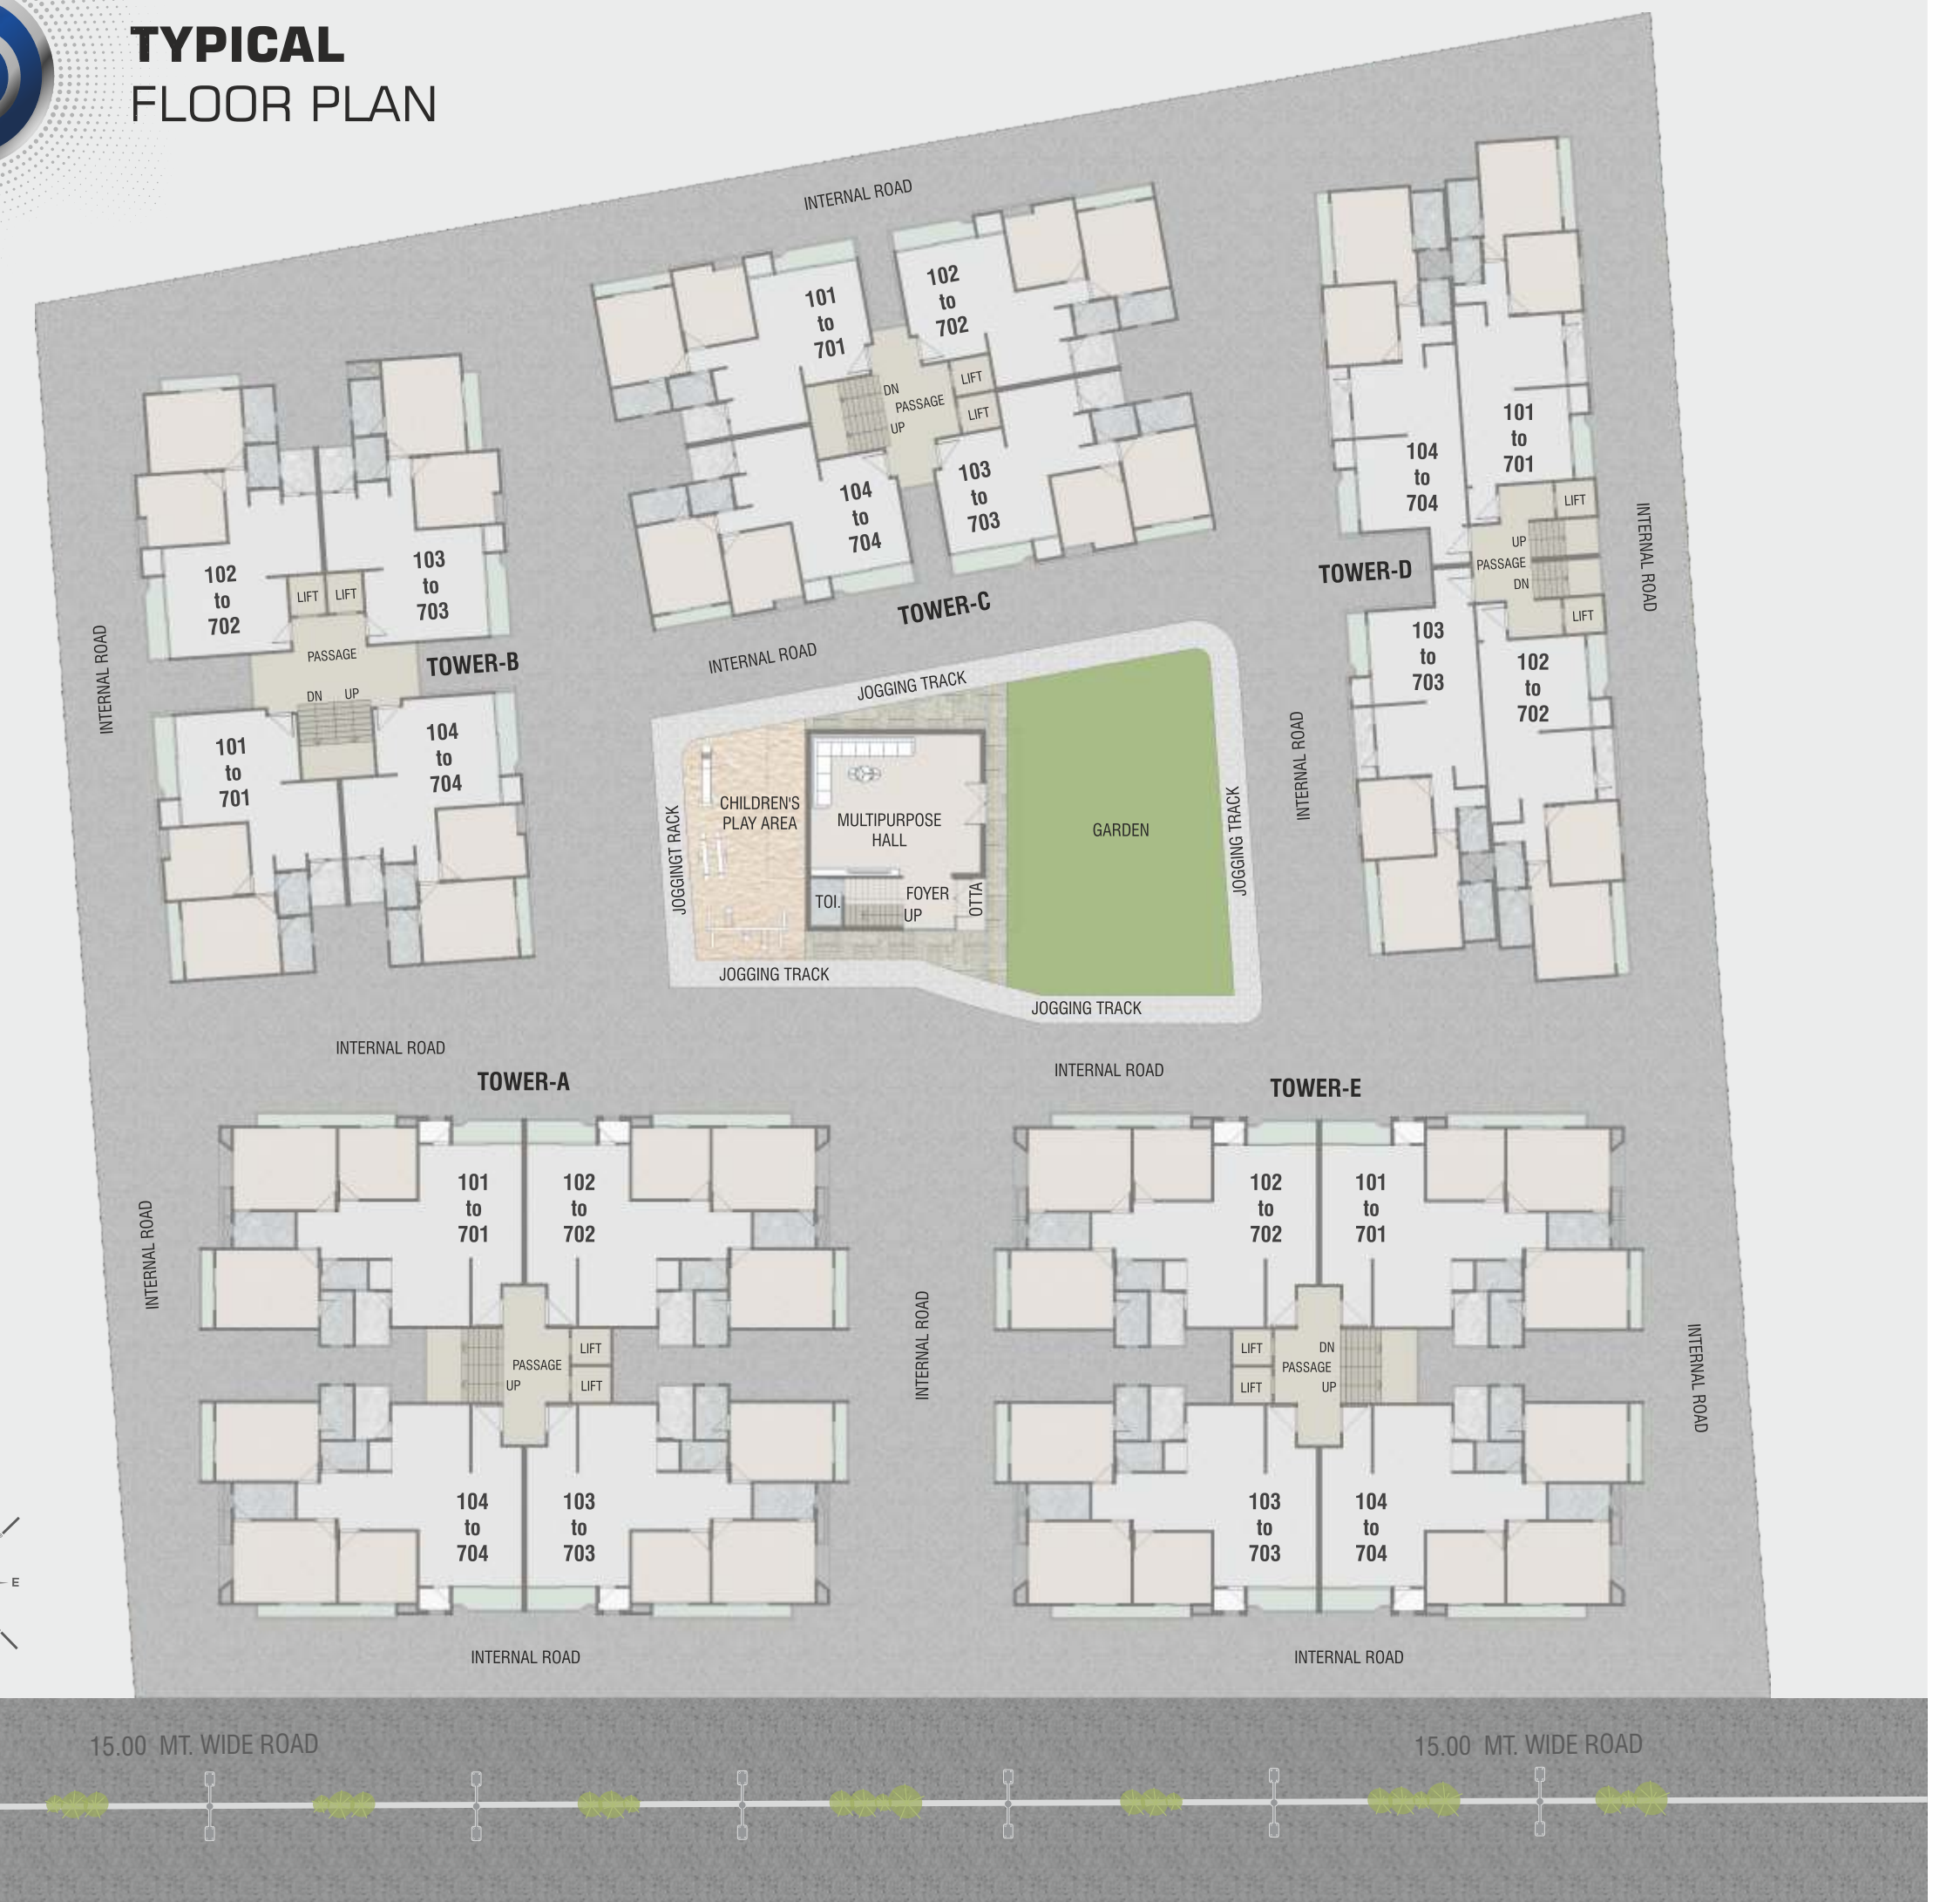 TYPICAL
FLOOR PLAN
INTERNAL ROAD
101
to
701
102
to
702
DN
PASSAGE
UP
LIFT
LIFT
104
to
704
103
to
703
TOWER-C
INTERNAL ROAD
102
to
702
103
to
703
LIFT
LIFT
PASSAGE
DN
UP
TOWER-B
INTERNAL ROAD
101
to
701
104
to
704
104
to
704
101
to
701
LIFT
UP
PASSAGE
DN
LIFT
TOWER-D
INTERNAL ROAD
103
to
703
102
to
702
INTERNAL ROAD
JOGGING TRACK
JOGGINGT RACK
CHILDREN'S
PLAY AREA
MULTIPURPOSE
HALL
TOI.
FOYER
UP
OTTA
GARDEN
JOGGING TRACK
JOGGING TRACK
JOGGING TRACK
INTERNAL ROAD
INTERNAL ROAD
TOWER-A
TOWER-E
INTERNAL ROAD
101
to
701
102
to
702
PASSAGE
UP
LIFT
LIFT
104
to
704
103
to
703
INTERNAL ROAD
102
to
702
101
to
701
LIFT
LIFT
DN
PASSAGE
UP
103
to
703
104
to
704
INTERNAL ROAD
E
INTERNAL ROAD
INTERNAL ROAD
15.00 MT. WIDE ROAD
15.00 MT. WIDE ROAD